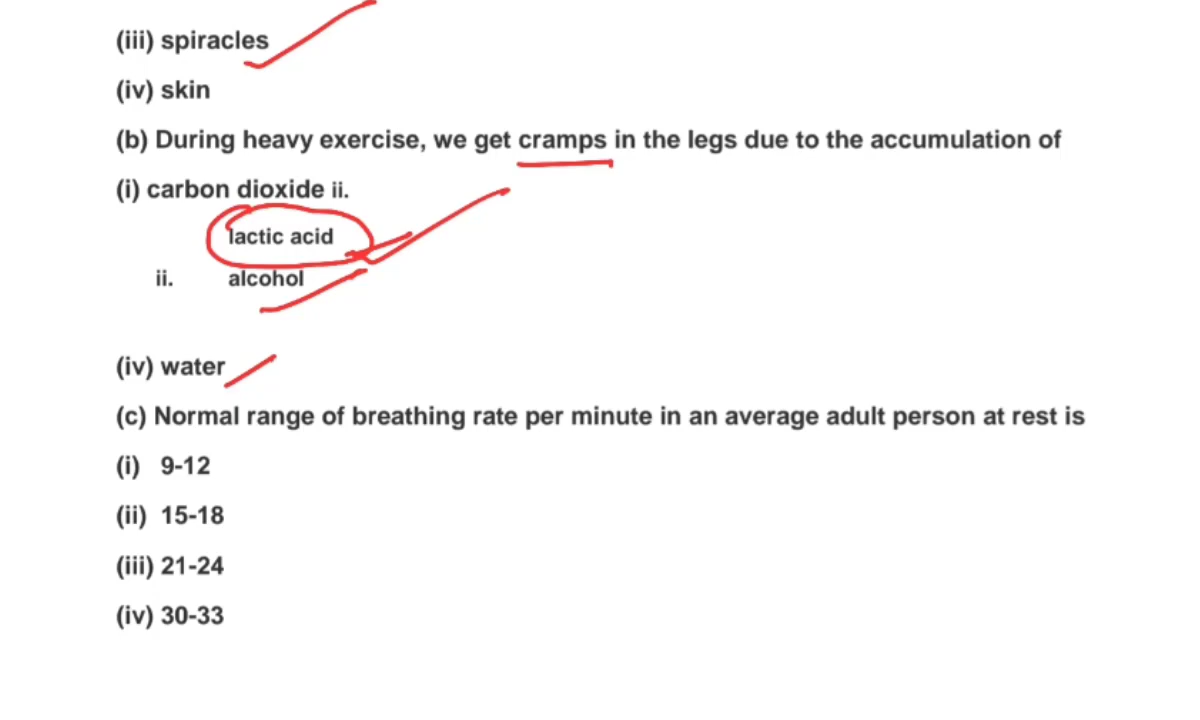 (iii) spiracles
(iv) skin
(b) During heavy exercise, we get cramps in the legs due to the accumulation of
(i) carbon dioxide ii.
lactic acid
ii. alcohol
(iv) water
(c) Normal range of breathing rate per minute in an average adult person at rest is
(i) 9-12
(ii) 15-18
(iii) 21-24
(iv) 30-33